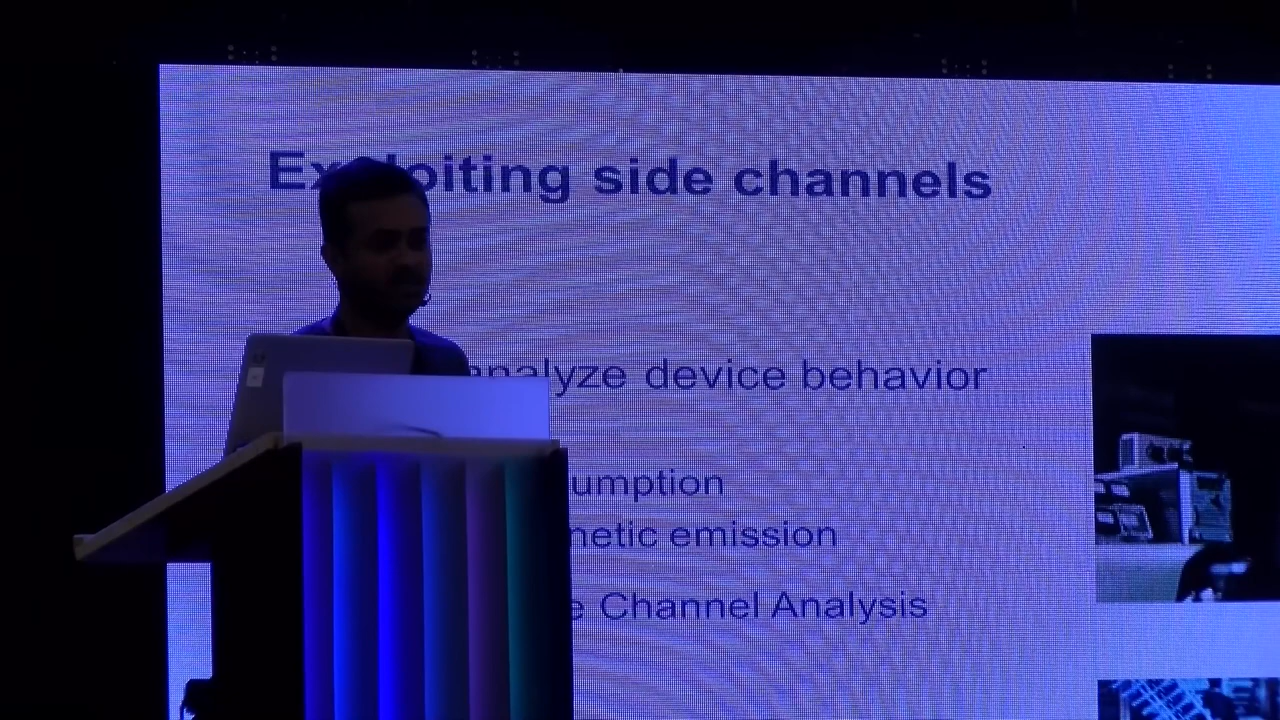 Exploiting side channels
analyze device behavior
umption
netic emission
e Channel Analysis